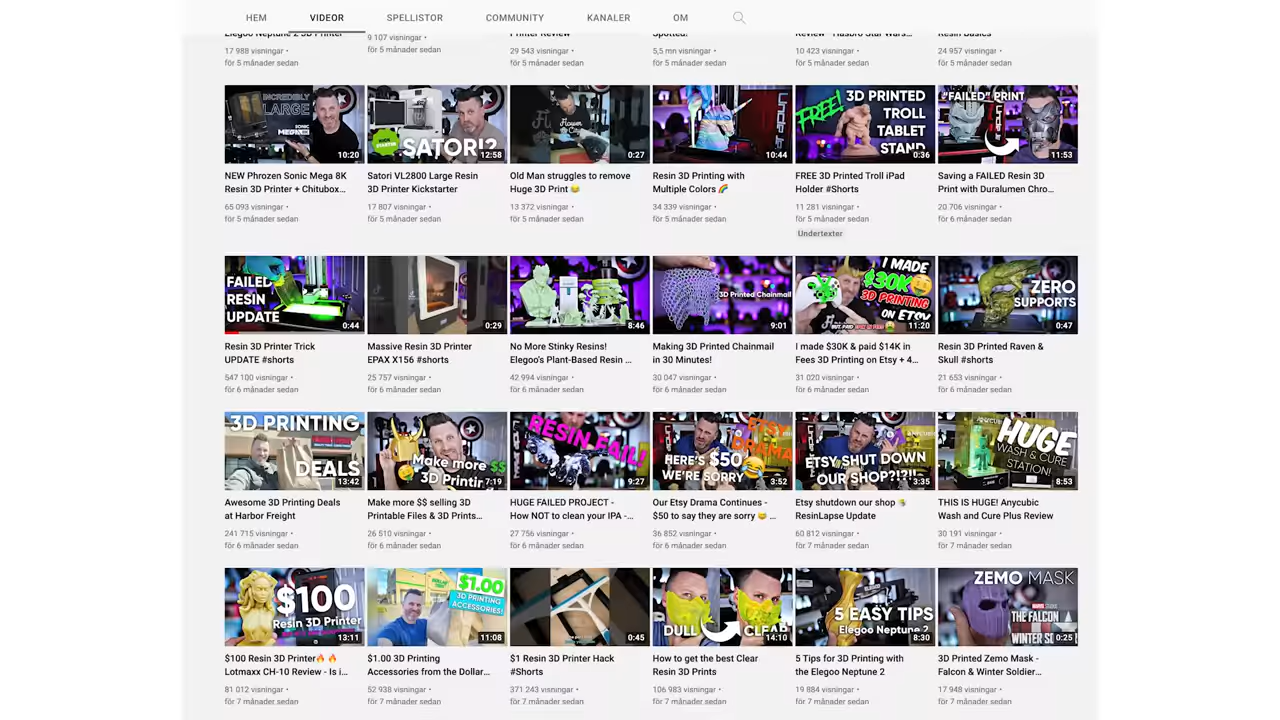 HEM VIDEOR SPELLISTOR COMMUNITY KANALER OM
Elegoo Neptune 2 3D Printer
Printer Review
Spotted!
Review - Hasbro Star Wars...
Resin Basics
17 988 visningar •
för 5 månader sedan
9 107 visningar •
för 5 månader sedan
29 543 visningar •
för 5 månader sedan
5,5 mn visningar •
för 5 månader sedan
10 423 visningar •
för 5 månader sedan
24 957 visningar •
för 5 månader sedan
INCREDIBLY
LARGE
SONIC
MEGA
10:20
SATORI!?
12:58
Flower
City
0:27
10:44
FREE!
3D PRINTED
TROLL
TABLET
STAND
0:36
"FAILED" PRINT
11:53
NEW Phrozen Sonic Mega 8K
Resin 3D Printer + Chitubox...
65 093 visningar •
för 5 månader sedan
Satori VL2800 Large Resin
3D Printer Kickstarter
17 807 visningar •
för 5 månader sedan
Old Man struggles to remove
Huge 3D Print 😂
13 372 visningar •
för 5 månader sedan
Resin 3D Printing with
Multiple Colors 🌈
34 339 visningar •
för 5 månader sedan
FREE 3D Printed Troll iPad
Holder #Shorts
11 281 visningar •
för 5 månader sedan
Undertexter
Saving a FAILED Resin 3D
Print with Duralumen Chro...
20 706 visningar •
för 6 månader sedan
FAILED
RESIN
UPDATE
0:44
0:29
8:46
3D Printed Chainmail
9:01
I MADE
$30K
3D PRINTING
ON ETSY
11:20
ZERO
SUPPORTS
0:47
Resin 3D Printer Trick
UPDATE #shorts
547 100 visningar •
för 6 månader sedan
Massive Resin 3D Printer
EPAX X156 #shorts
25 757 visningar •
för 6 månader sedan
No More Stinky Resins!
Elegoo's Plant-Based Resin ...
42 994 visningar •
för 6 månader sedan
Making 3D Printed Chainmail
in 30 Minutes!
30 047 visningar •
för 6 månader sedan
I made $30K & paid $14K in
Fees 3D Printing on Etsy + 4...
31 020 visningar •
för 6 månader sedan
Resin 3D Printed Raven &
Skull #shorts
21 653 visningar •
för 6 månader sedan
3D PRINTING
DEALS
13:42
Make more $$
3D Printin
7:19
RESIN FAIL!
9:27
ETSY
DRAMA
HERE'S $50
WE'RE SORRY
3:52
ETSY SHUT DOWN
OUR SHOP?!?!!
3:35
ANYCUBIC
HUGE
WASH & CURE
STATION!
8:53
Awesome 3D Printing Deals
at Harbor Freight
241 715 visningar •
för 6 månader sedan
Make more $$ selling 3D
Printable Files & 3D Prints...
26 510 visningar •
för 6 månader sedan
HUGE FAILED PROJECT -
How NOT to clean your IPA -...
27 756 visningar •
för 6 månader sedan
Our Etsy Drama Continues -
$50 to say they are sorry 🤝 ...
36 852 visningar •
för 6 månader sedan
Etsy shutdown our shop
ResinLapse Update
60 812 visningar •
för 7 månader sedan
THIS IS HUGE! Anycubic
Wash and Cure Plus Review
30 191 visningar •
för 7 månader sedan
$100
Resin 3D Printer
13:11
$1.00
3D PRINTING
ACCESSORIES!
11:08
0:45
DULL
CLEAR
14:10
5 EASY TIPS
Elegoo Neptune 2
8:30
ZEMO MASK
THE FALCON
WINTER SO
0:25
$100 Resin 3D Printer🔥 🔥
Lotmaxx CH-10 Review - Is i...
81 012 visningar •
för 7 månader sedan
$1.00 3D Printing
Accessories from the Dollar...
52 938 visningar •
för 7 månader sedan
$1 Resin 3D Printer Hack
#Shorts
371 243 visningar •
för 7 månader sedan
How to get the best Clear
Resin 3D Prints
106 983 visningar •
för 7 månader sedan
5 Tips for 3D Printing with
the Elegoo Neptune 2
19 884 visningar •
för 7 månader sedan
3D Printed Zemo Mask -
Falcon & Winter Soldier...
17 948 visningar •
för 7 månader sedan